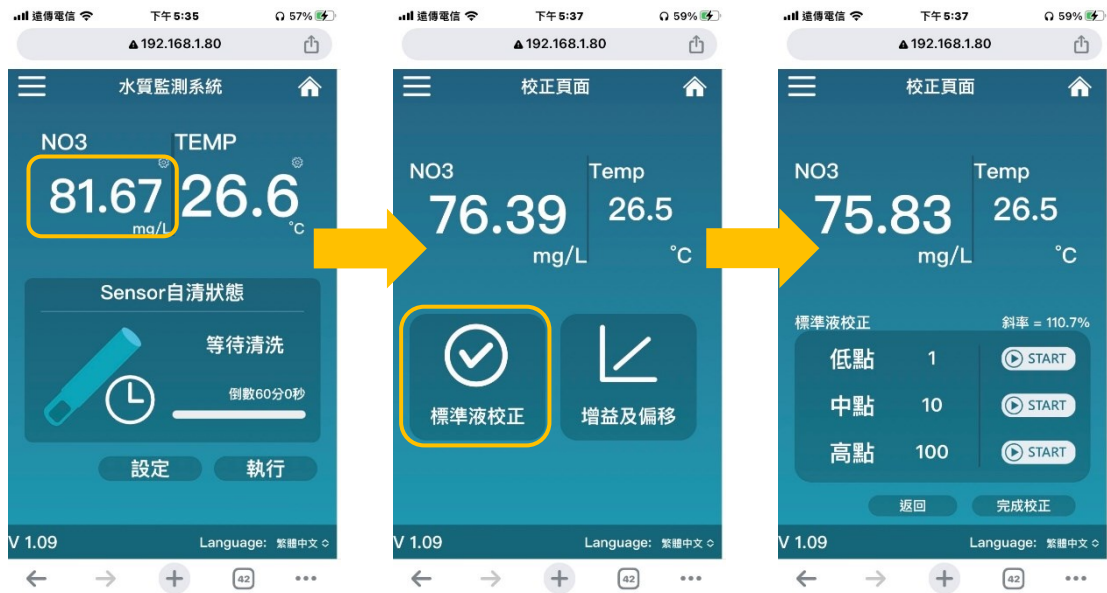 遠傳電信 下午5:35 57%
192.168.1.80
水質監測系統
NO3 TEMP
81.67 26.6
mg/L °C
Sensor自清狀態
等待清洗
倒數60分0秒
設定 執行
V 1.09 Language: 繁體中文
42
遠傳電信 下午5:37 59%
192.168.1.80
校正頁面
NO3 Temp
76.39 26.5
mg/L °C
標準液校正 增益及偏移
V 1.09 Language: 繁體中文
42
遠傳電信 下午5:37 59%
192.168.1.80
校正頁面
NO3 Temp
75.83 26.5
mg/L °C
標準液校正 斜率 = 110.7%
低點 1 START
中點 10 START
高點 100 START
返回 完成校正
V 1.09 Language: 繁體中文
42